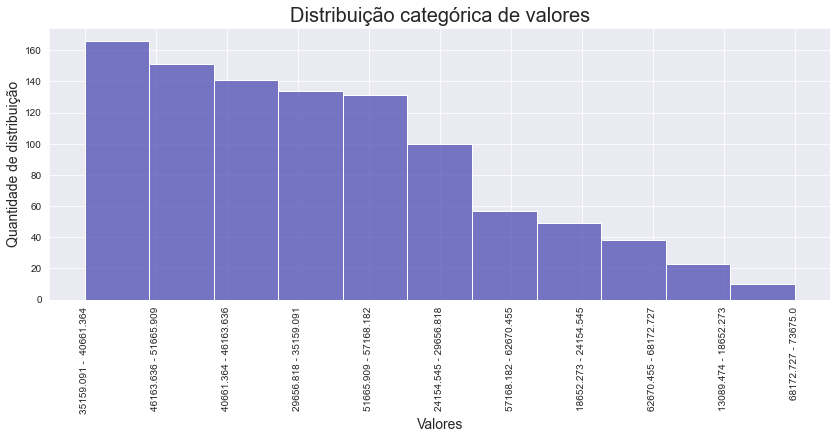 Distribuição categórica de valores
Quantidade de distribuição
160
140
120
100
80
60
40
20
0
35159.091 - 40661.364
46163.636 - 51665.909
40661.364 - 46163.636
29656.818 - 35159.091
51665.909 - 57168.182
24154.545 - 29656.818
57168.182 - 62670.455
18652.273 - 24154.545
62670.455 - 68172.727
13089.474 - 18652.273
68172.727 - 73675.0
Valores